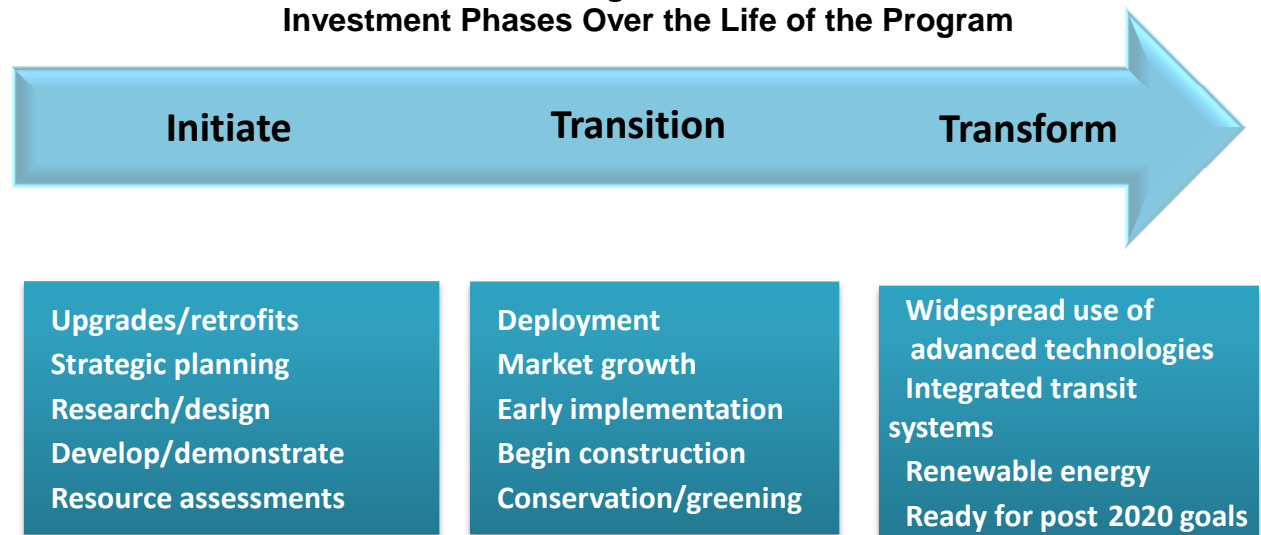 Investment Phases Over the Life of the Program
Initiate
Transition
Transform
Upgrades/retrofits
Strategic planning
Research/design
Develop/demonstrate
Resource assessments
Deployment
Market growth
Early implementation
Begin construction
Conservation/greening
Widespread use of
advanced technologies
Integrated transit
systems
Renewable energy
Ready for post 2020 goals